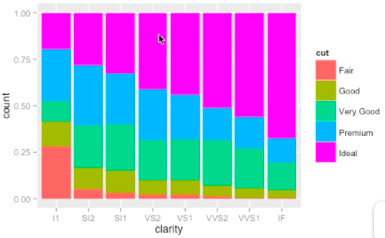 1.00
0.75
0.50
0.25
0.00
count
I1 SI2 SI1 VS2 VS1 VVS2 VVS1 IF
clarity
cut
Fair
Good
Very Good
Premium
Ideal